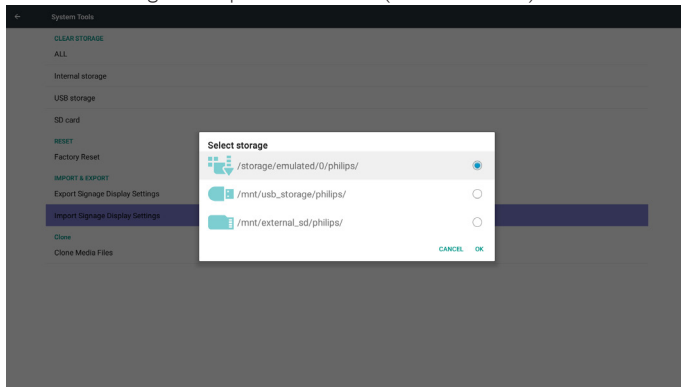 System Tools
CLEAR STORAGE
ALL
Internal storage
USB storage
SD card
RESET
Factory Reset
IMPORT & EXPORT
Export Signage Display Settings
Import Signage Display Settings
Clone
Clone Media Files
Select storage
/storage/emulated/0/philips/
/mnt/usb_storage/philips/
/mnt/external_sd/philips/
CANCEL OK